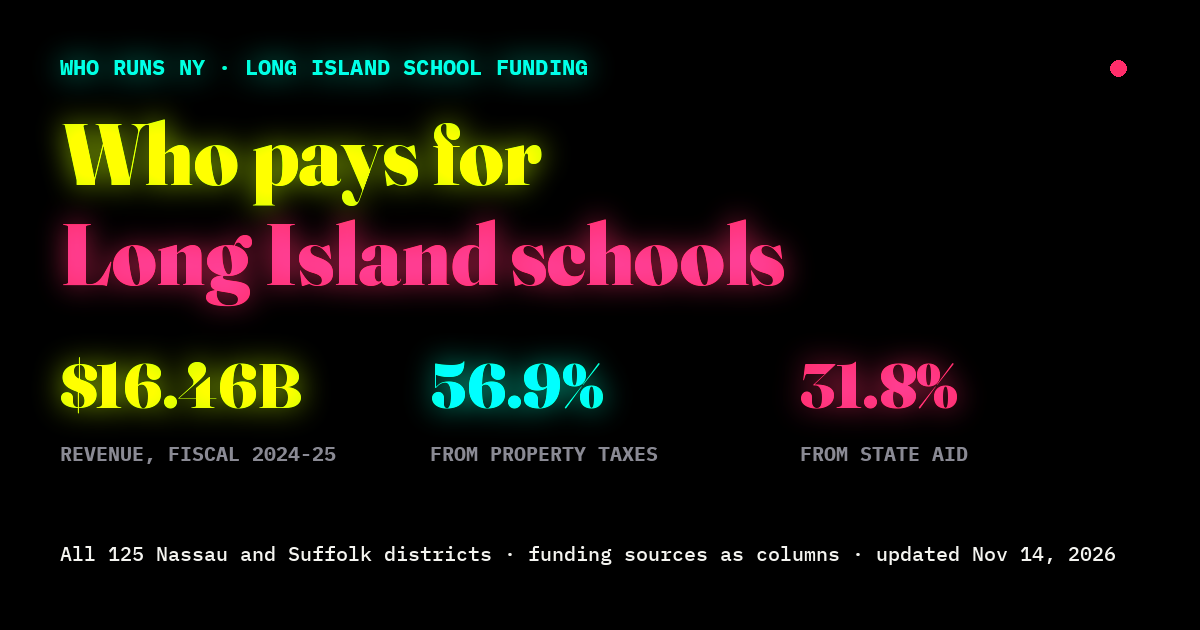 WHO RUNS NY · LONG ISLAND SCHOOL FUNDING
Who pays for
Long Island schools
$16.46B 56.9% 31.8%
REVENUE, FISCAL 2024-25 FROM PROPERTY TAXES FROM STATE AID
All 125 Nassau and Suffolk districts · funding sources as columns · updated Nov 14, 2026